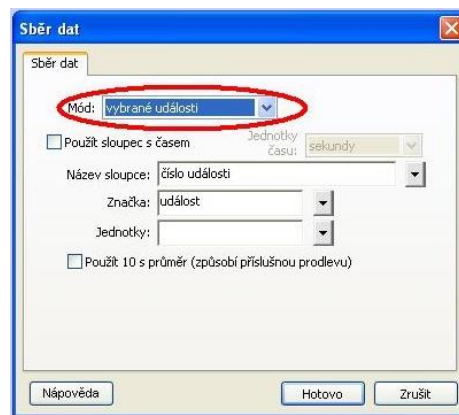 Sběr dat
Sběr dat
Mód: vybrané události
Použít sloupec s časem Jednotky času: sekundy
Název sloupce: číslo události
Značka: událost
Jednotky:
Použít 10 s průměr (způsobí příslušnou prodlevu)
Nápověda Hotovo Zrušit